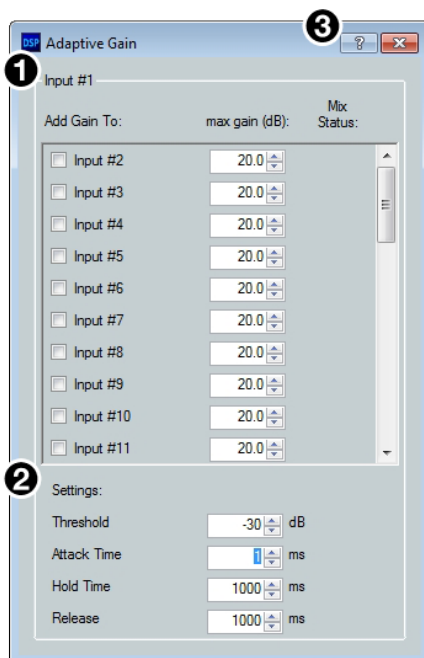 3
DSP Adaptive Gain ?
1
Input #1
Add Gain To: max gain (dB): Mix Status:
Input #2 20.0
Input #3 20.0
Input #4 20.0
Input #5 20.0
Input #6 20.0
Input #7 20.0
Input #8 20.0
Input #9 20.0
Input #10 20.0
Input #11 20.0
2
Settings:
Threshold -30 dB
Attack Time 1 ms
Hold Time 1000 ms
Release 1000 ms